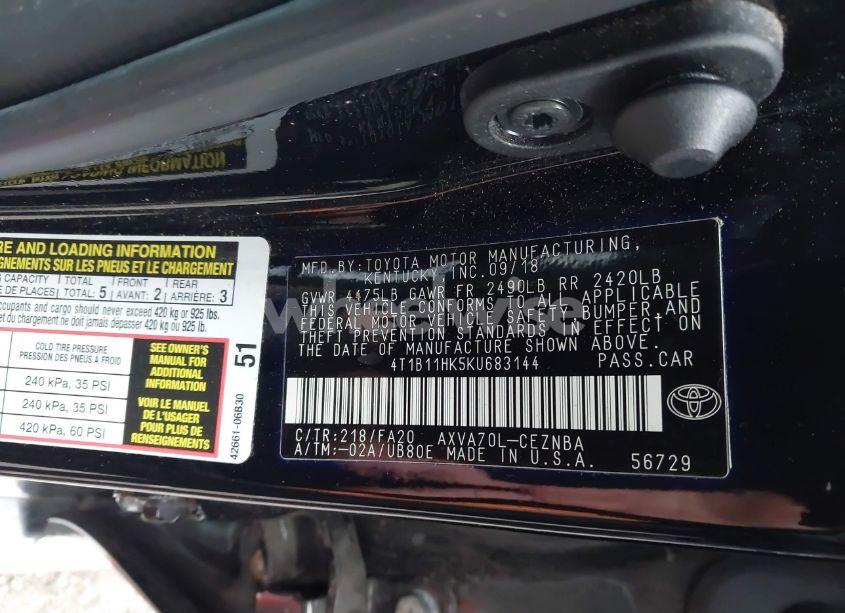 RE AND LOADING INFORMATION
GNEMENTS SUR LES PNEUS ET LE CHARGEMENT
G CAPACITY TOTAL FRONT REAR
E DE PLACES TOTAL: 5 AVANT: 2 ARRIÈRE: 3
ccupants and cargo should never exceed 420 kg or 925 lbs.
et du chargement ne doit jamais dépasser 420 kg ou 925 lb.
COLD TIRE PRESSURE
PRESSION DES PNEUS À FROID
240 kPa, 35 PSI
240 kPa, 35 PSI
420 kPa, 60 PSI
SEE OWNER'S
MANUAL FOR
ADDITIONAL
INFORMATION
VOIR LE MANUEL
DE L'USAGER
POUR PLUS DE
RENSEIGNEMENTS
51
42661-06B30
MFD.BY:TOYOTA MOTOR MANUFACTURING,
KENTUCKY INC.09/18
GVWR 4475LB GAWR FR 2490LB RR 2420LB
THIS VEHICLE CONFORMS TO ALL APPLICABLE
FEDERAL MOTOR VEHICLE SAFETY, BUMPER, AND
THEFT PREVENTION STANDARDS IN EFFECT ON
THE DATE OF MANUFACTURE SHOWN ABOVE.
4T1B11HK5KU683144 PASS.CAR
C/TR:218/FA20 AXVA70L-CEZNBA
A/TM:-02A/UB80E MADE IN U.S.A. 56729